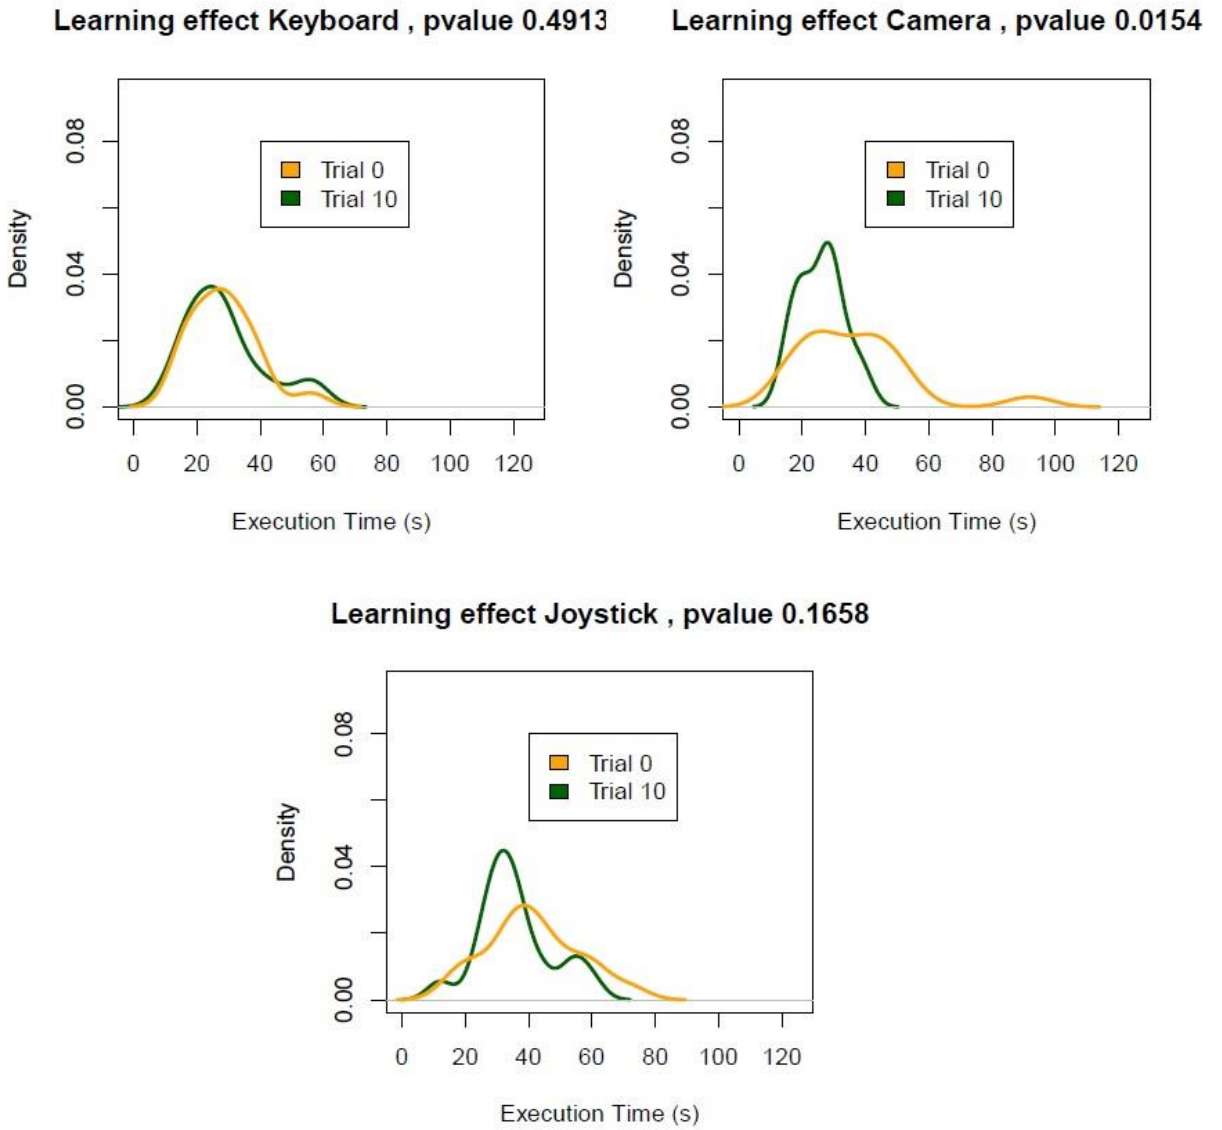 Learning effect Keyboard , pvalue 0.4913
Density
0.00 0.04 0.08
Trial 0
Trial 10
0 20 40 60 80 100 120
Execution Time (s)
Learning effect Camera , pvalue 0.0154
Density
0.00 0.04 0.08
Trial 0
Trial 10
0 20 40 60 80 100 120
Execution Time (s)
Learning effect Joystick , pvalue 0.1658
Density
0.00 0.04 0.08
Trial 0
Trial 10
0 20 40 60 80 100 120
Execution Time (s)